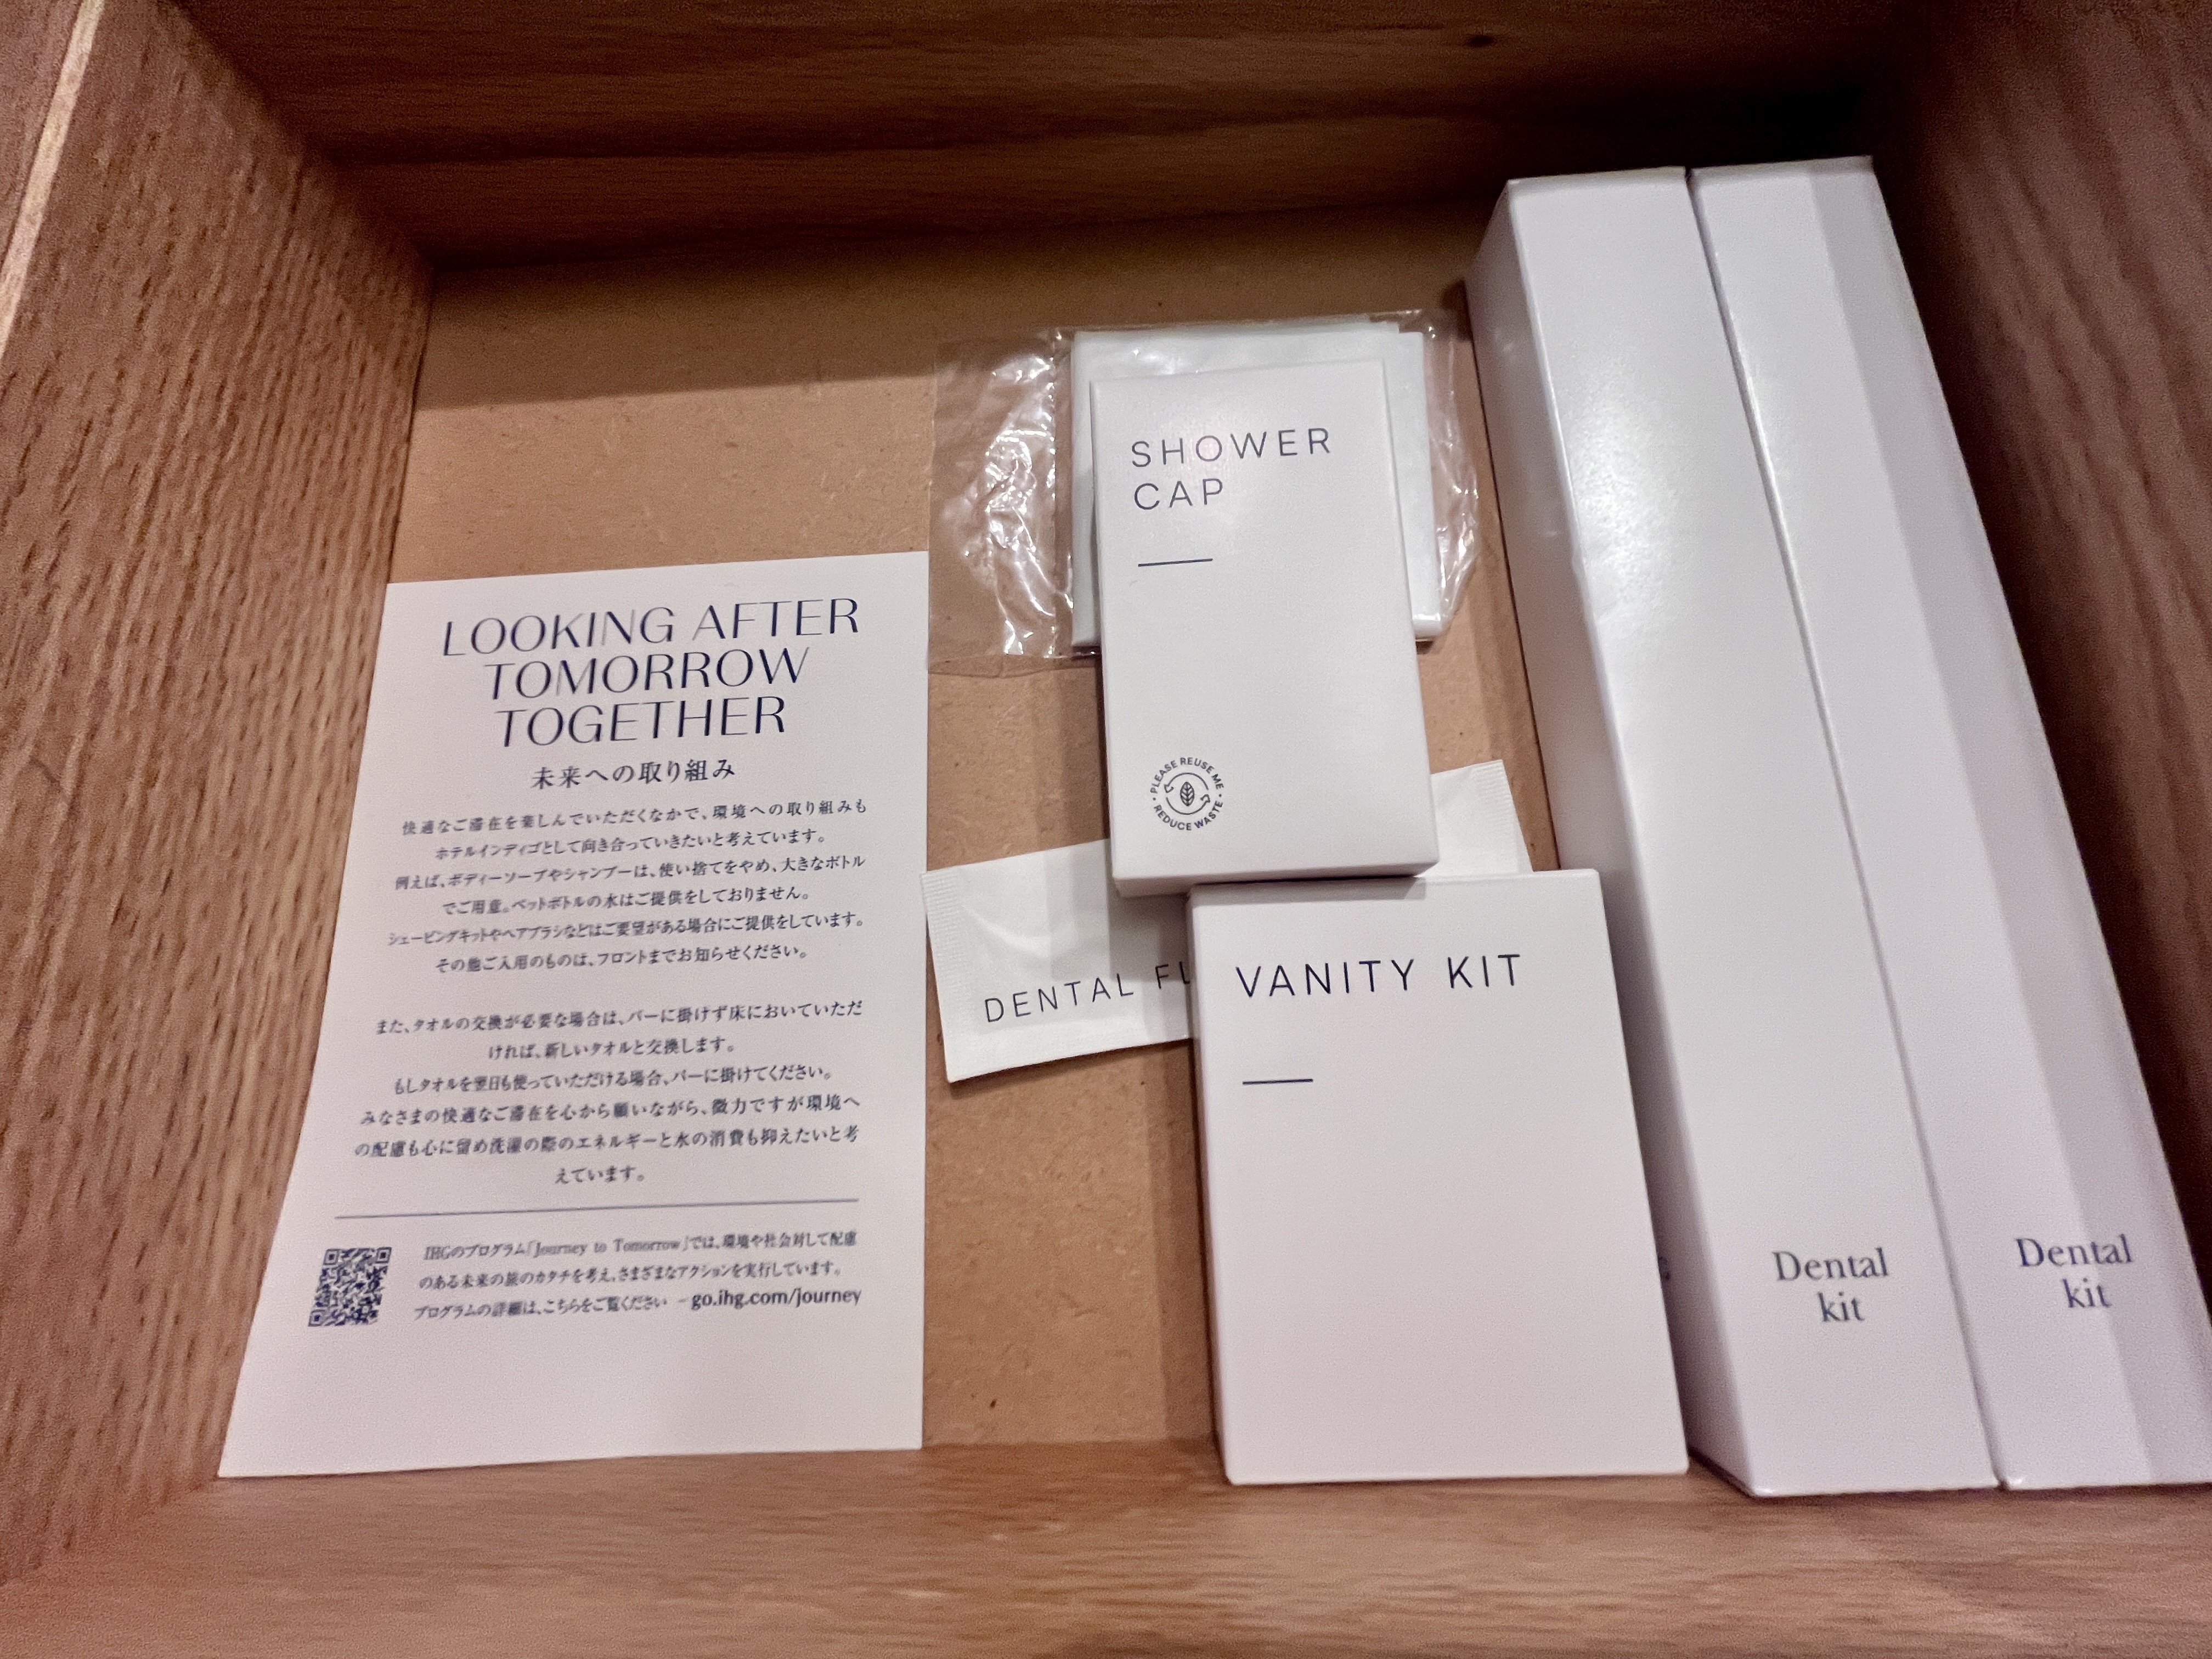 LOOKING AFTER
TOMORROW
TOGETHER
未来への取り組み
快適なご滞在を楽しんでいただくなかで、環境への取り組みも
ホテルインディゴとして向き合っていきたいと考えています。
例えば、ボディーソープやシャンプーは、使い捨てをやめ、大きなボトル
でご用意。ペットボトルの水はご提供をしておりません。
シェービングキットやヘアブラシなどはご要望がある場合にご提供をしています。
その他ご入用のものは、フロントまでお知らせください。
また、タオルの交換が必要な場合は、バーに掛けず床においていただ
ければ、新しいタオルと交換します。
もしタオルを翌日も使っていただける場合、バーに掛けてください。
みなさまの快適なご滞在を心から願いながら、微力ですが環境へ
の配慮も心に留め洗濯の際のエネルギーと水の消費も抑えたいと考
えています。
IHGのプログラム「Journey to Tomorrow」では、環境や社会対して配慮
のある未来の旅のカタチを考え、さまざまなアクションを実行しています。
プログラムの詳細は、こちらをご覧ください －go.ihg.com/journey
SHOWER
CAP
PLEASE REUSE ME
REDUCE WASTE
DENTAL
VANITY KIT
Dental
kit
Dental
kit